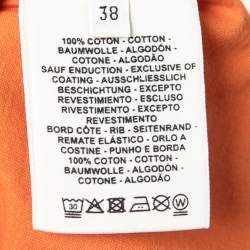 38
100% COTON - COTTON -
BAUMWOLLE - ALGODÓN -
COTONE - ALGODÃO
SAUF ENDUCTION - EXCLUSIVE OF
COATING - AUSSCHLIESSLICH
BESCHICHTUNG - EXCEPTO
REVESTIMIENTO - ESCLUSO
RIVESTIMENTO - EXCEPTO
REVESTIMENTO
BORD CÔTE - RIB - SEITENRAND -
REMATE ELÁSTICO - ORLO A
COSTINE - PUNHO E BORDA
100% COTON - COTTON -
BAUMWOLLE - ALGODÓN -
COTONE - ALGODÃO
30 W